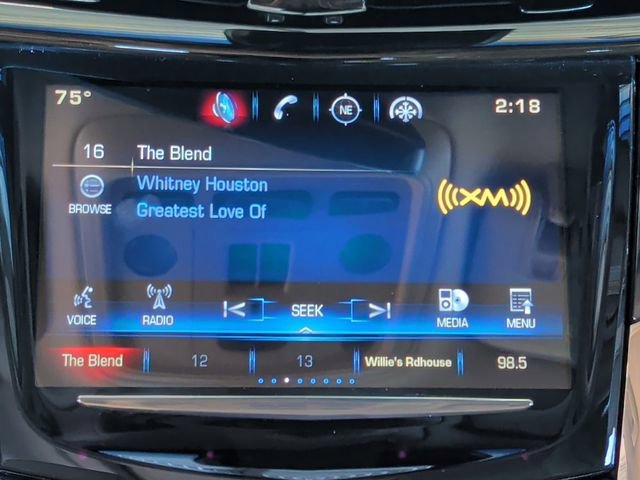 75°
NE
2:18
16 The Blend
Whitney Houston
BROWSE
Greatest Love Of
((XM))
VOICE
RADIO
SEEK
MEDIA
MENU
The Blend
12
13
Willie's Rdhouse
98.5